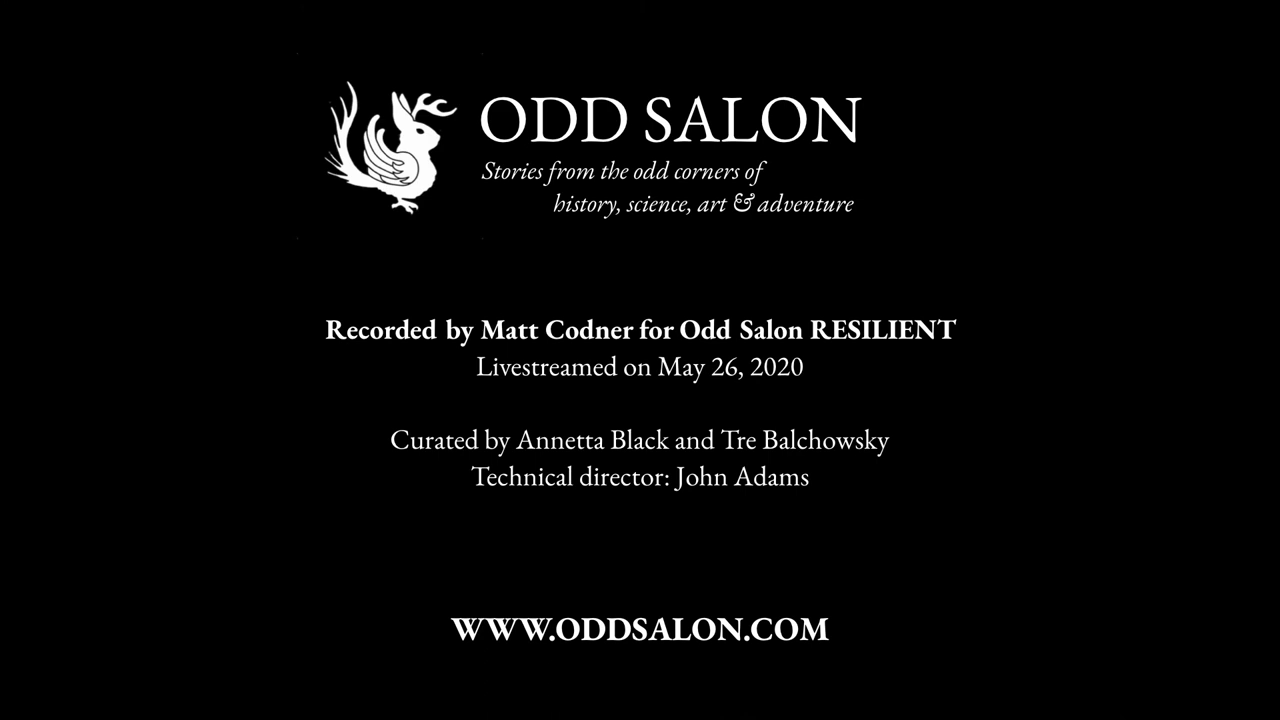 ODD SALON
Stories from the odd corners of
history, science, art & adventure
Recorded by Matt Codner for Odd Salon RESILIENT
Livestreamed on May 26, 2020
Curated by Annetta Black and Tre Balchowsky
Technical director: John Adams
WWW.ODDSALON.COM